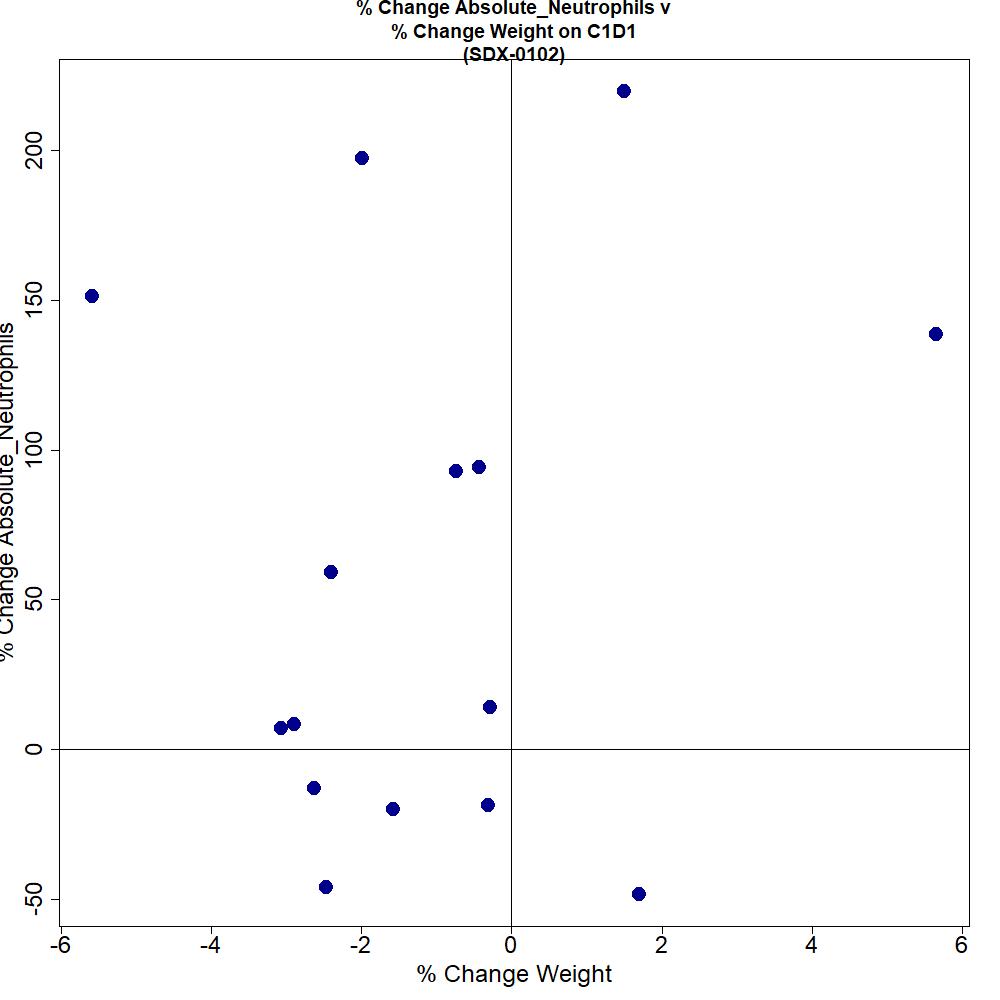 % Change Absolute_Neutrophils v
% Change Weight on C1D1
(SDX-0102)
% Change Absolute_Neutrophils
200
150
100
50
0
-50
-6 -4 -2 0 2 4 6
% Change Weight